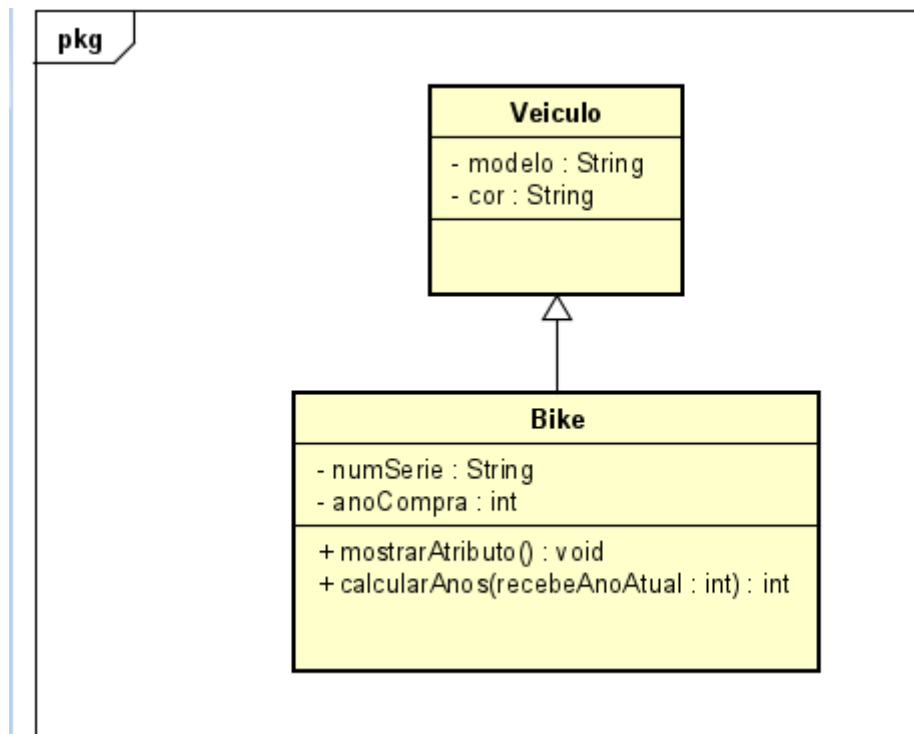 pkg
Veiculo
- modelo : String
- cor : String
Bike
- numSerie : String
- anoCompra : int
+ mostrarAtributo() : void
+ calcularAnos(recebeAnoAtual : int) : int